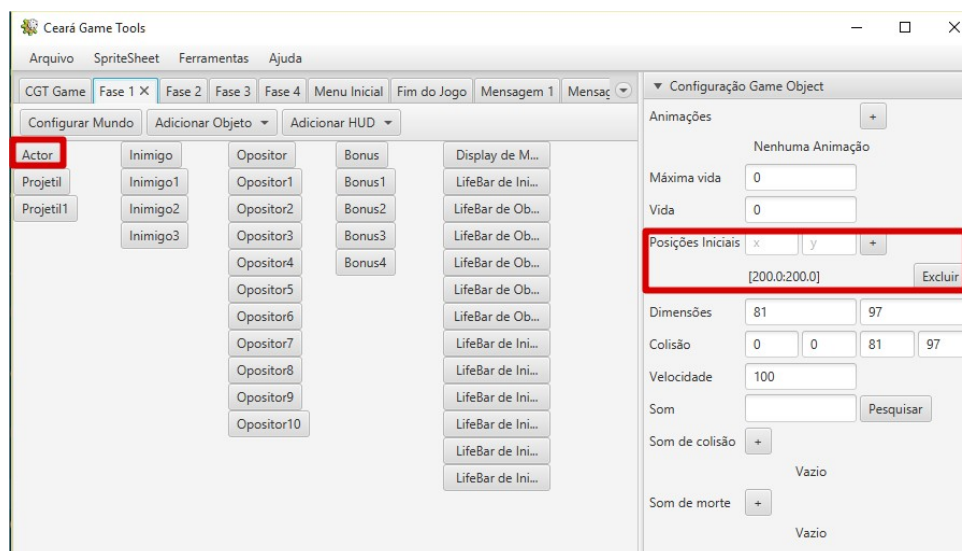 Ceará Game Tools
Arquivo SpriteSheet Ferramentas Ajuda
CGT Game Fase 1 X Fase 2 Fase 3 Fase 4 Menu Inicial Fim do Jogo Mensagem 1 Mensag
Configurar Mundo Adicionar Objeto Adicionar HUD
Actor Inimigo Opositor Bonus Display de M...
Projetil Inimigo1 Opositor1 Bonus1 LifeBar de Ini...
Projetil1 Inimigo2 Opositor2 Bonus2 LifeBar de Ob...
Inimigo3 Opositor3 Bonus3 LifeBar de Ob...
Opositor4 Bonus4 LifeBar de Ob...
Opositor5 LifeBar de Ob...
Opositor6 LifeBar de Ob...
Opositor7 LifeBar de Ini...
Opositor8 LifeBar de Ini...
Opositor9 LifeBar de Ini...
Opositor10 LifeBar de Ini...
LifeBar de Ini...
LifeBar de Ini...
Configuração Game Object
Animações +
Nenhuma Animação
Máxima vida 0
Vida 0
Posições Iniciais x y +
[200.0:200.0] Excluir
Dimensões 81 97
Colisão 0 0 81 97
Velocidade 100
Som Pesquisar
Som de colisão +
Vazio
Som de morte +
Vazio